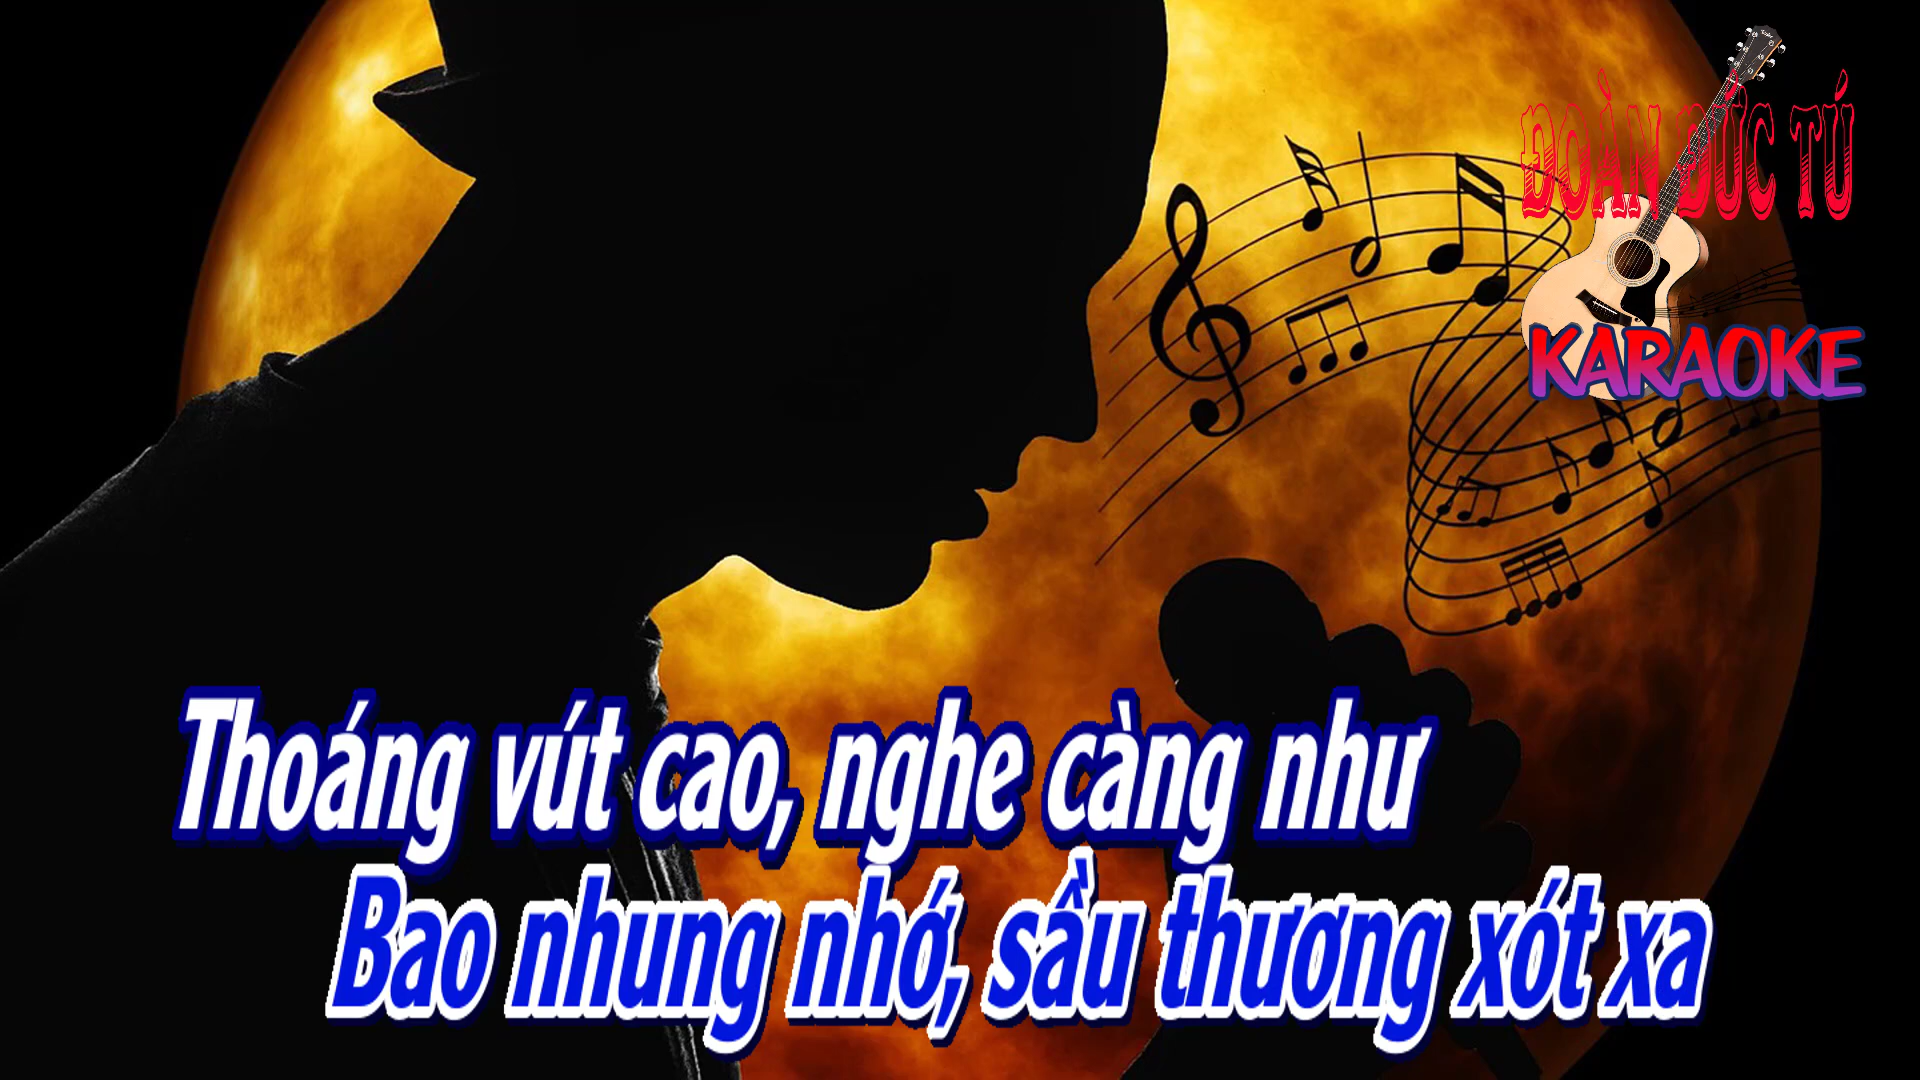 ĐOÀN ĐỨC TÚ
KARAOKE
Thoáng vút cao, nghe càng như
Bao nhung nhớ, sầu thương xót xa